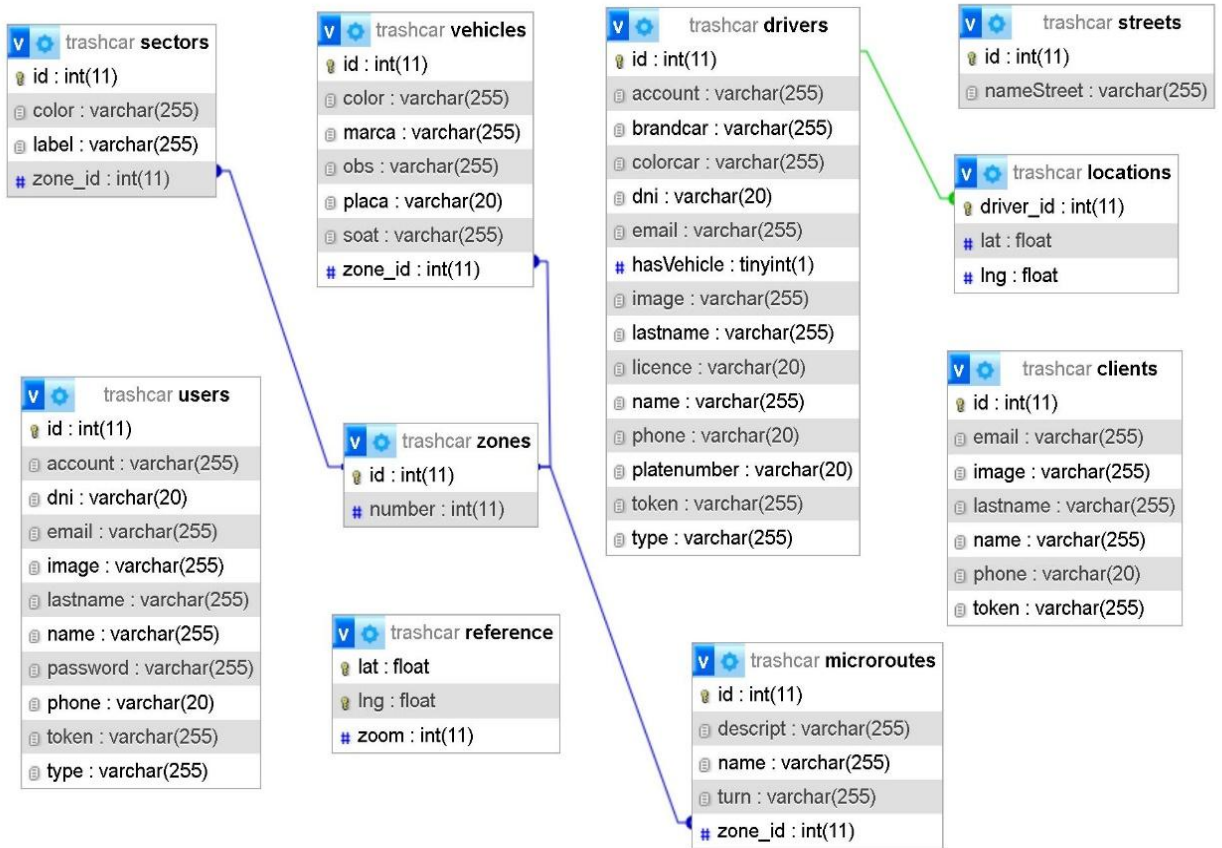 v trashcar sectors
id : int(11)
color : varchar(255)
label : varchar(255)
# zone_id : int(11)
v trashcar vehicles
id : int(11)
color : varchar(255)
marca : varchar(255)
obs : varchar(255)
placa : varchar(20)
soat : varchar(255)
# zone_id : int(11)
v trashcar drivers
id : int(11)
account : varchar(255)
brandcar : varchar(255)
colorcar : varchar(255)
dni : varchar(20)
email : varchar(255)
# hasVehicle : tinyint(1)
image : varchar(255)
lastname : varchar(255)
licence : varchar(20)
name : varchar(255)
phone : varchar(20)
platenumber : varchar(20)
token : varchar(255)
type : varchar(255)
v trashcar streets
id : int(11)
nameStreet : varchar(255)
v trashcar locations
driver_id : int(11)
# lat : float
# lng : float
v trashcar users
id : int(11)
account : varchar(255)
dni : varchar(20)
email : varchar(255)
image : varchar(255)
lastname : varchar(255)
name : varchar(255)
password : varchar(255)
phone : varchar(20)
token : varchar(255)
type : varchar(255)
v trashcar zones
id : int(11)
# number : int(11)
v trashcar clients
id : int(11)
email : varchar(255)
image : varchar(255)
lastname : varchar(255)
name : varchar(255)
phone : varchar(20)
token : varchar(255)
v trashcar reference
lat : float
lng : float
# zoom : int(11)
v trashcar microroutes
id : int(11)
descript : varchar(255)
name : varchar(255)
turn : varchar(255)
# zone_id : int(11)